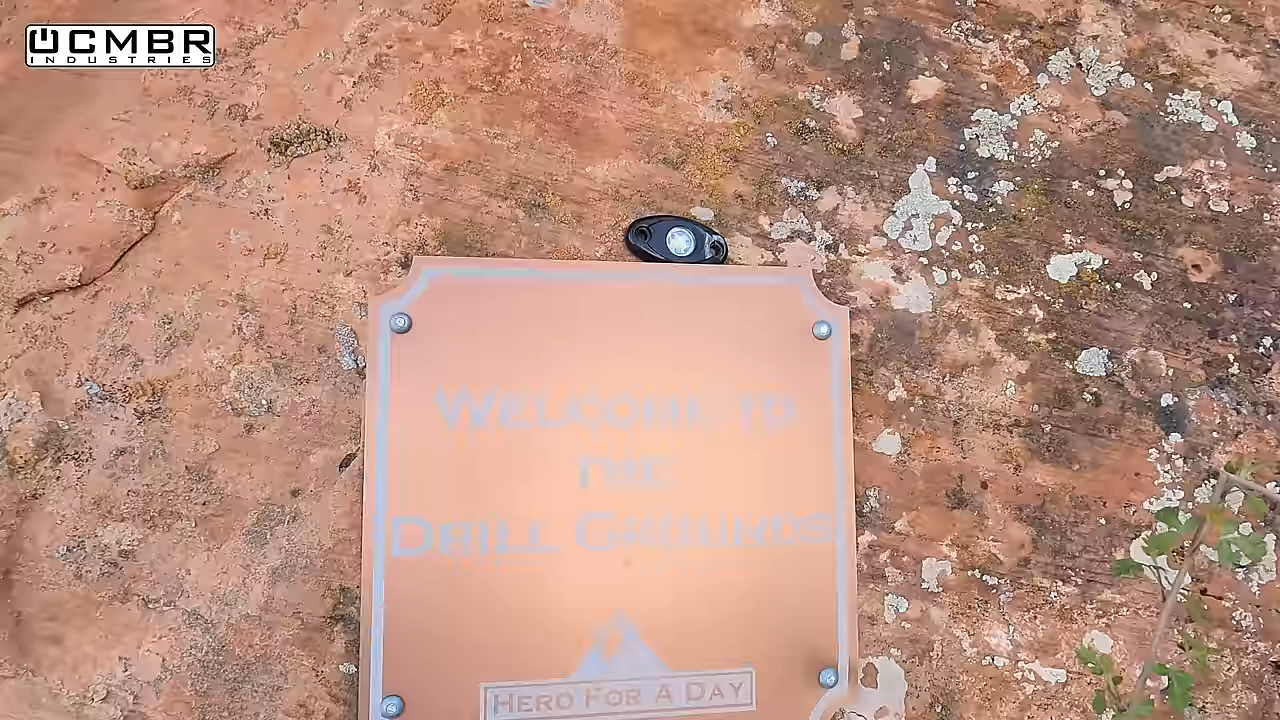 CMBR
INDUSTRIES
WELCOME TO
THE
DRILL GROUNDS
HERO FOR A DAY